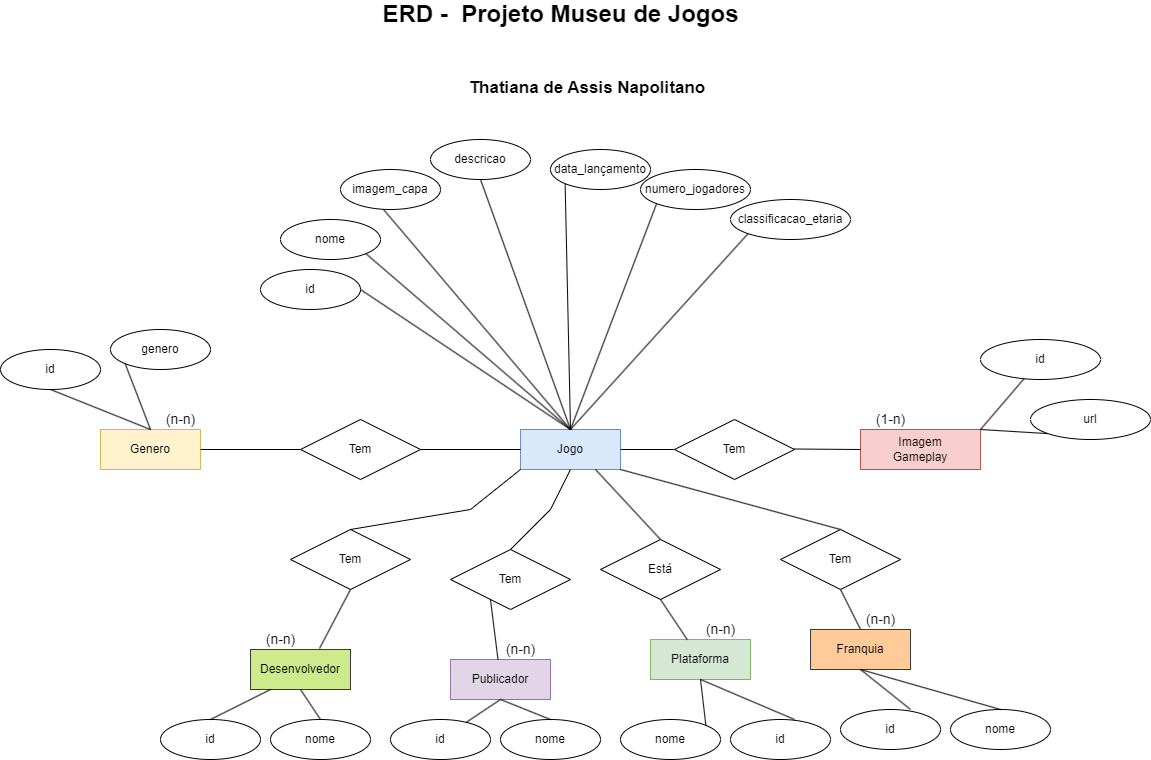 ERD - Projeto Museu de Jogos
Thatiana de Assis Napolitano
descricao
data_lançamento
imagem_capa
numero_jogadores
classificacao_etaria
nome
id
genero
id
id
url
(n-n)
(1-n)
Genero
Tem
Jogo
Tem
Imagem
Gameplay
Tem
Tem
Está
Tem
(n-n)
(n-n)
(n-n)
(n-n)
Desenvolvedor
Publicador
Plataforma
Franquia
id
nome
id
nome
nome
id
id
nome